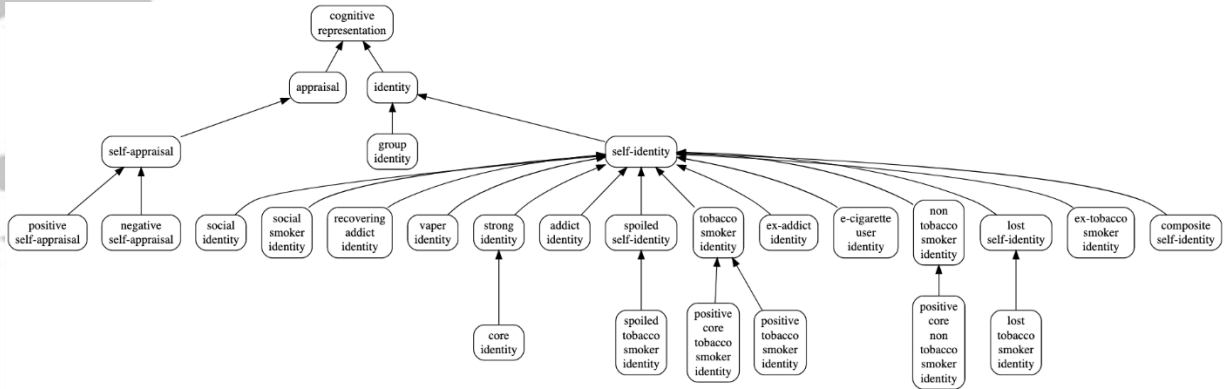 cognitive
representation
appraisal
identity
self-appraisal
group
identity
self-identity
positive
self-appraisal
negative
self-appraisal
social
identity
social
smoker
identity
recovering
addict
identity
vaper
identity
strong
identity
addict
identity
spoiled
self-identity
tobacco
smoker
identity
ex-addict
identity
e-cigarette
user
identity
non
tobacco
smoker
identity
lost
self-identity
ex-tobacco
smoker
identity
composite
self-identity
core
identity
spoiled
tobacco
smoker
identity
positive
core
tobacco
smoker
identity
positive
tobacco
smoker
identity
positive
core
non
tobacco
smoker
identity
lost
tobacco
smoker
identity